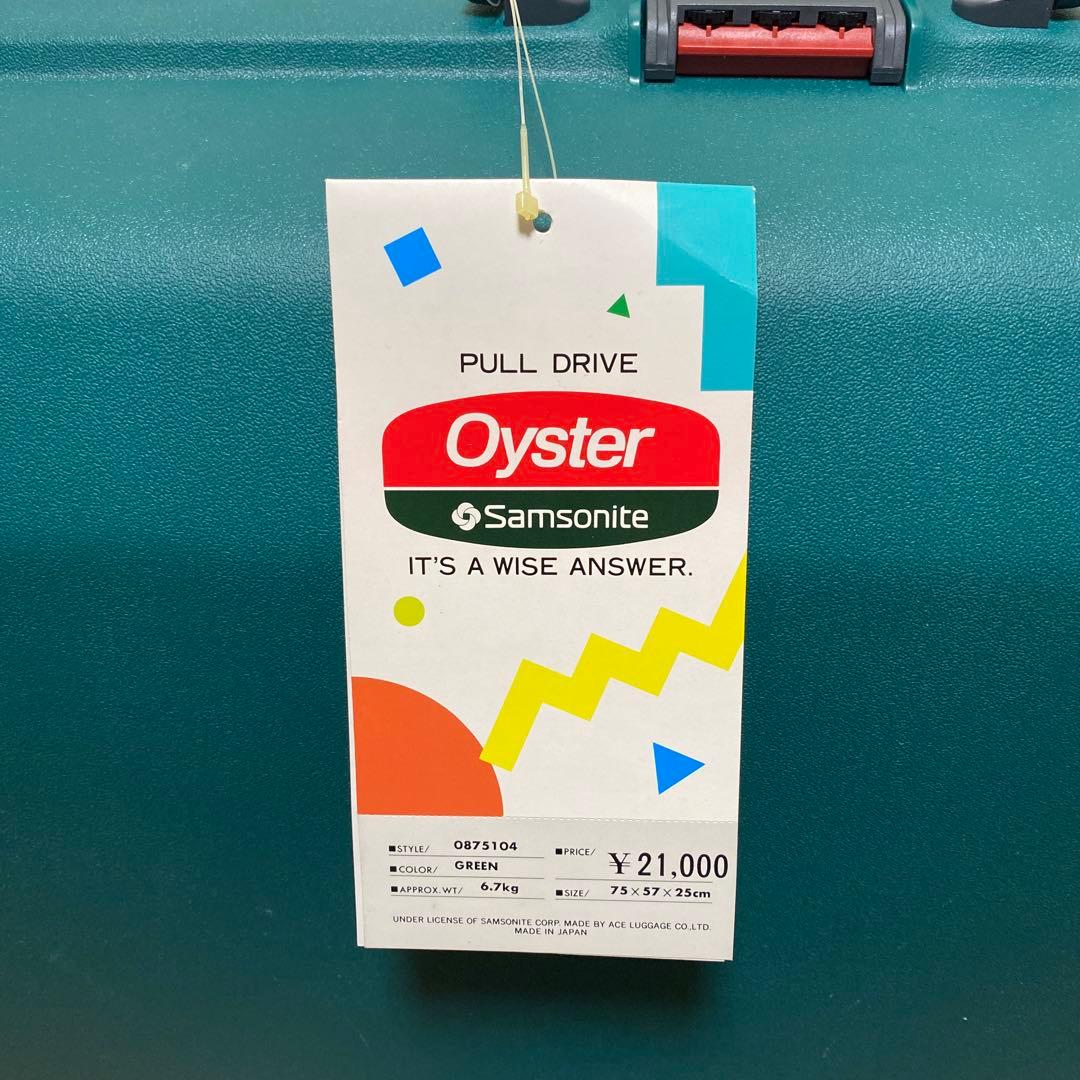 PULL DRIVE
Oyster
Samsonite
IT'S A WISE ANSWER.
■STYLE/ 0875104
■COLOR/ GREEN
■APPROX.WT/ 6.7kg
■PRICE/ ¥21,000
■SIZE/ 75×57×25cm
UNDER LICENSE OF SAMSONITE CORP. MADE BY ACE LUGGAGE CO.,LTD.
MADE IN JAPAN